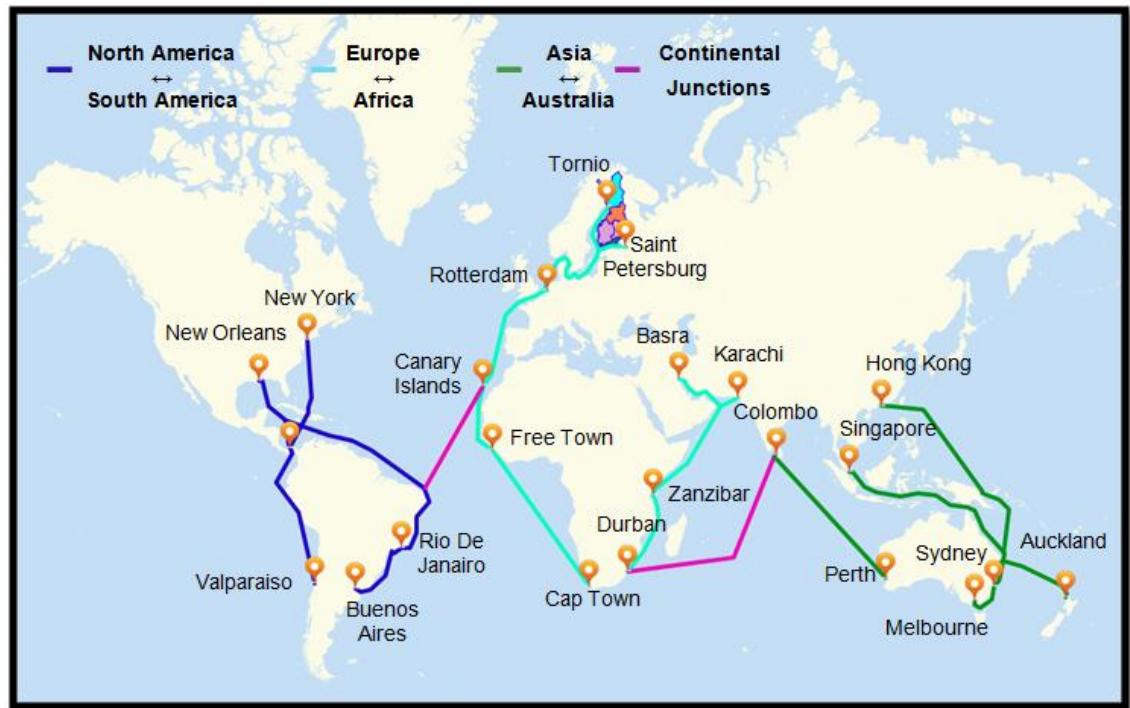 North America
↔
South America
Europe
↔
Africa
Asia
↔
Australia
Continental
Junctions
Tornio
Saint
Petersburg
Rotterdam
New York
New Orleans
Canary
Islands
Basra
Karachi
Hong Kong
Colombo
Singapore
Free Town
Zanzibar
Durban
Rio De
Janairo
Valparaiso
Buenos
Aires
Cap Town
Perth
Sydney
Auckland
Melbourne